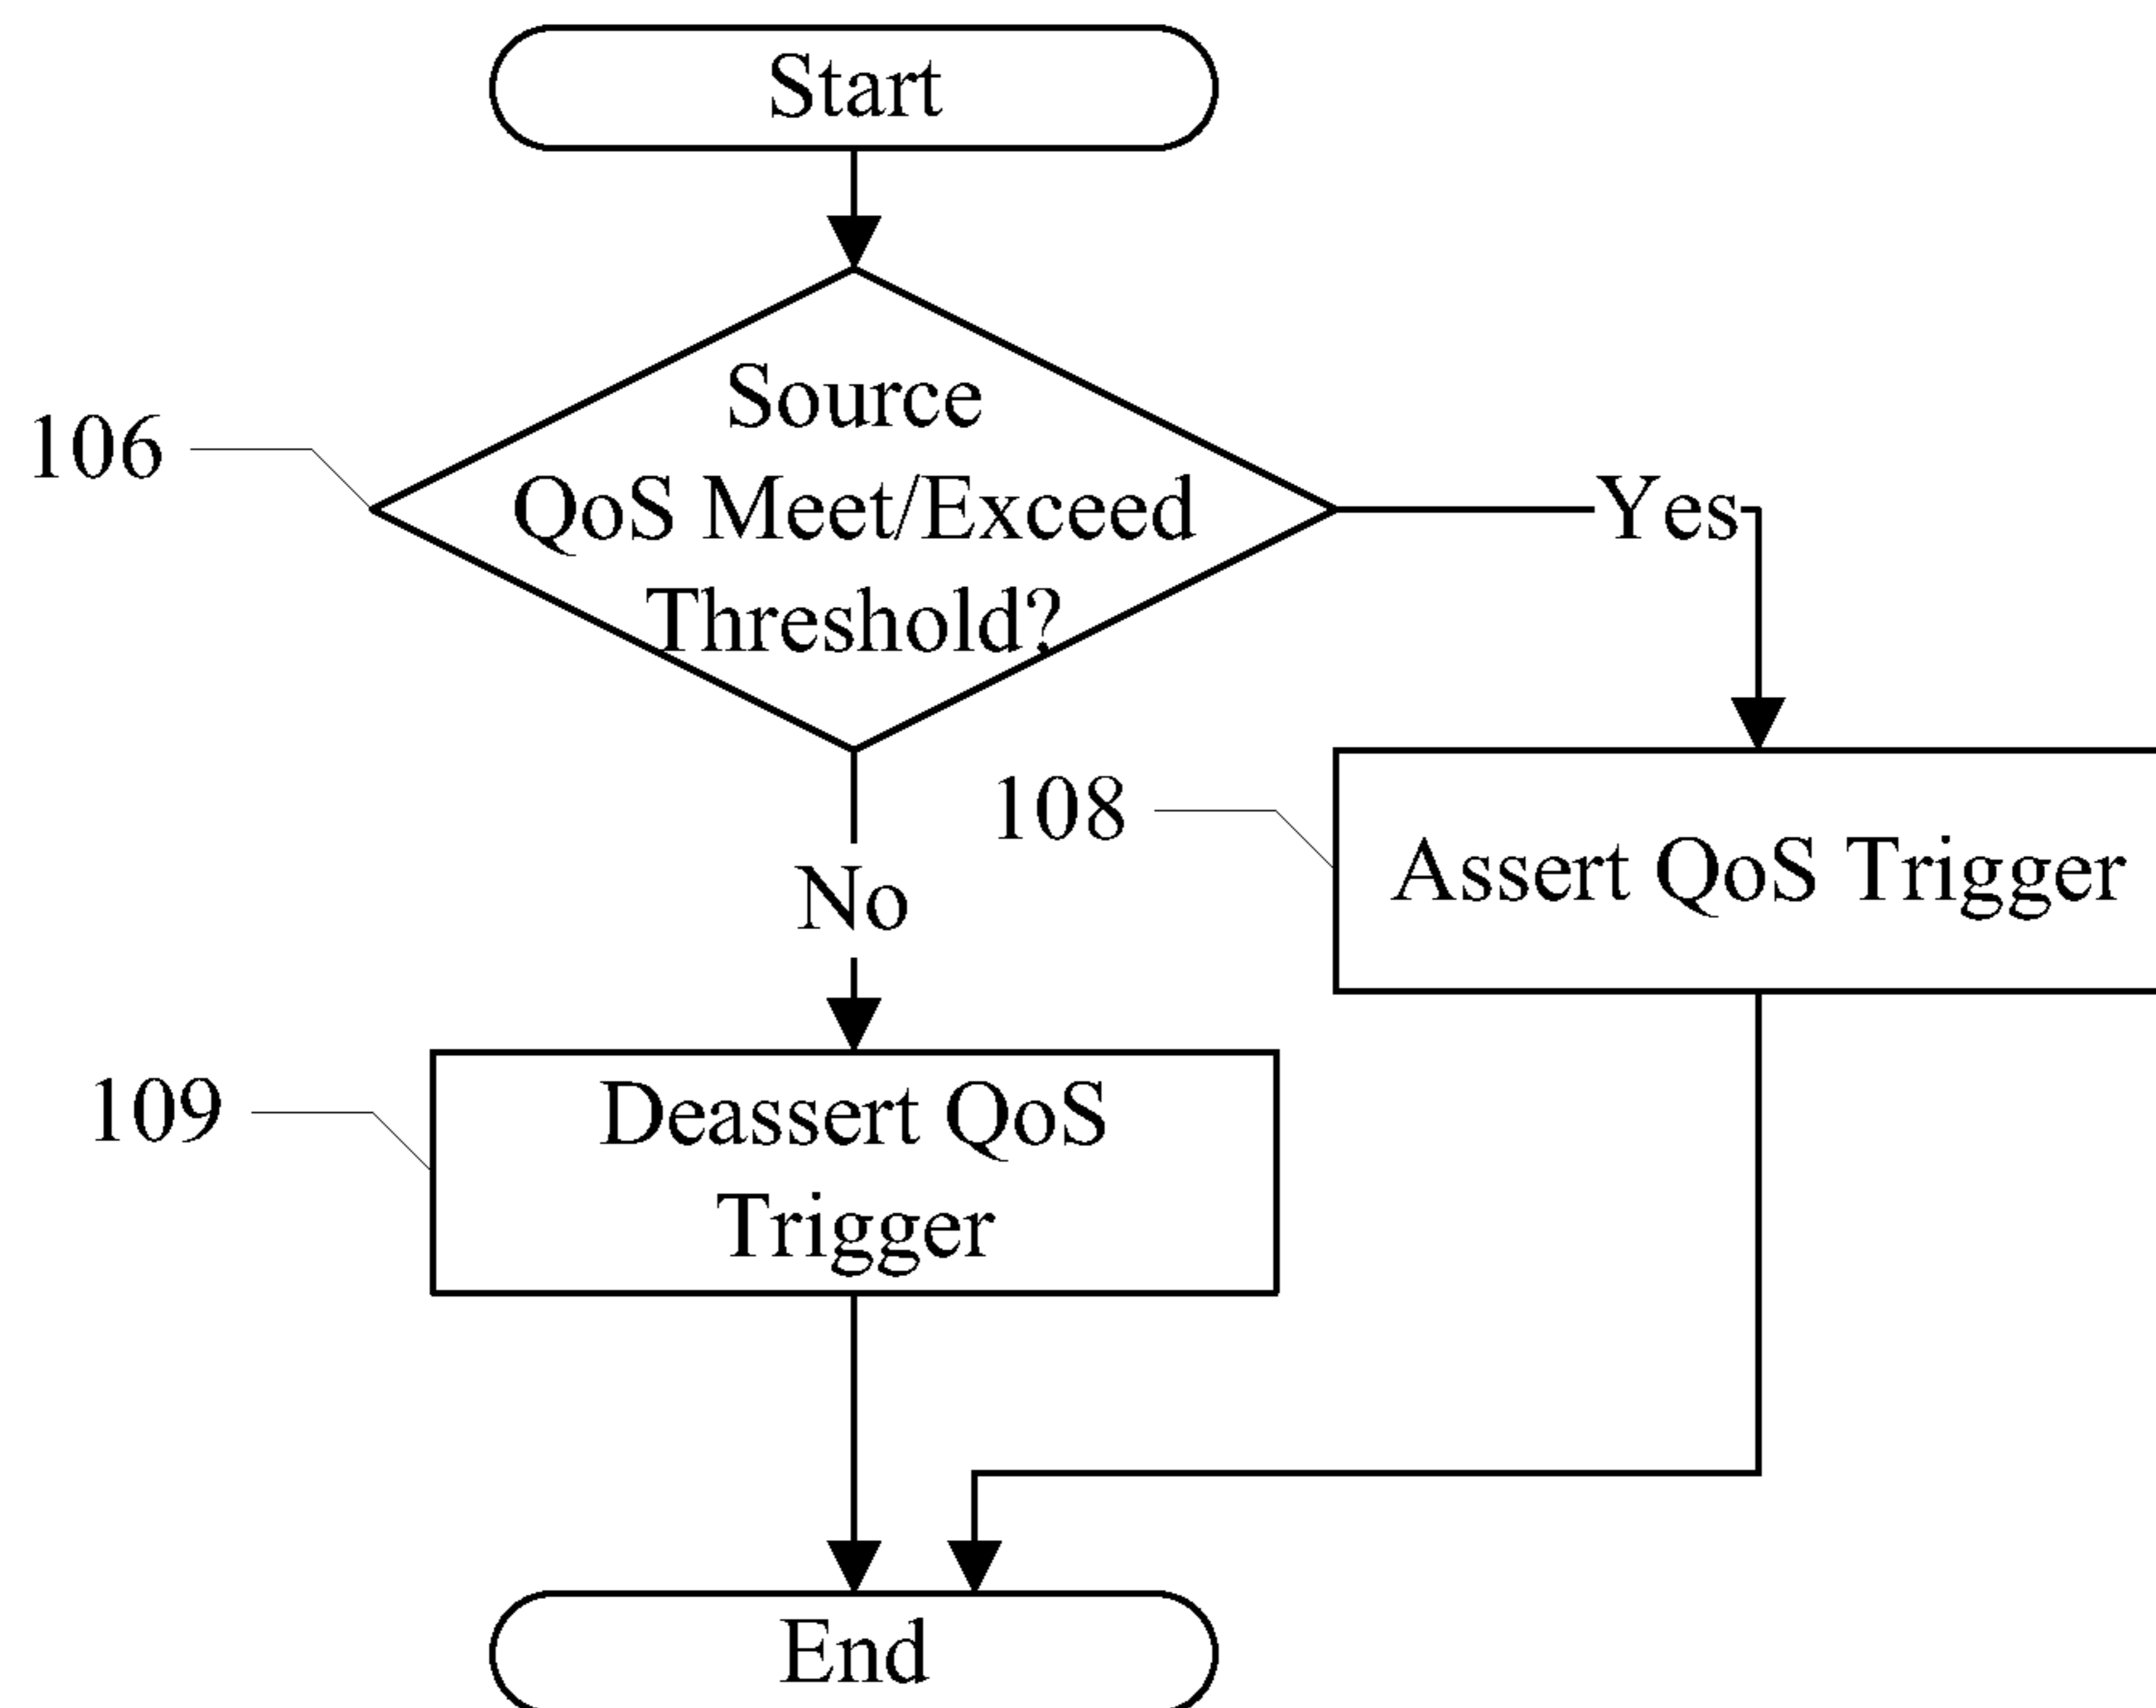 Start
106
Source
QoS Meet/Exceed
Threshold?
Yes
No
108
Assert QoS Trigger
109
Deassert QoS
Trigger
End